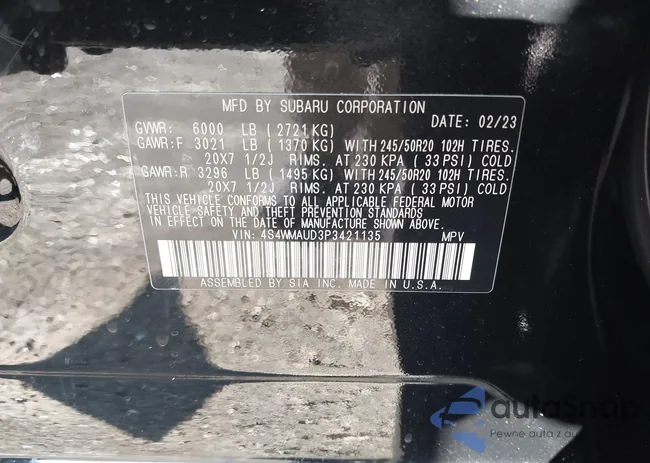 MFD BY SUBARU CORPORATION
DATE: 02/23
GVWR: 6000 LB (2721KG)
GAWR:F 3021 LB (1370 KG) WITH 245/50R20 102H TIRES.
20X7 1/2J RIMS. AT 230 KPA (33 PSI) COLD
GAWR:R 3296 LB (1495 KG) WITH 245/50R20 102H TIRES.
20X7 1/2J RIMS. AT 230 KPA (33 PSI) COLD
THIS VEHICLE CONFORMS TO ALL APPLICABLE FEDERAL MOTOR
VEHICLE SAFETY AND THEFT PREVENTION STANDARDS
IN EFFECT ON THE DATE OF MANUFACTURE SHOWN ABOVE.
VIN: 4S4WMAUD3P3421135 MPV
ASSEMBLED BY SIA INC. MADE IN U.S.A.
autoSnap
Pewne auta z au